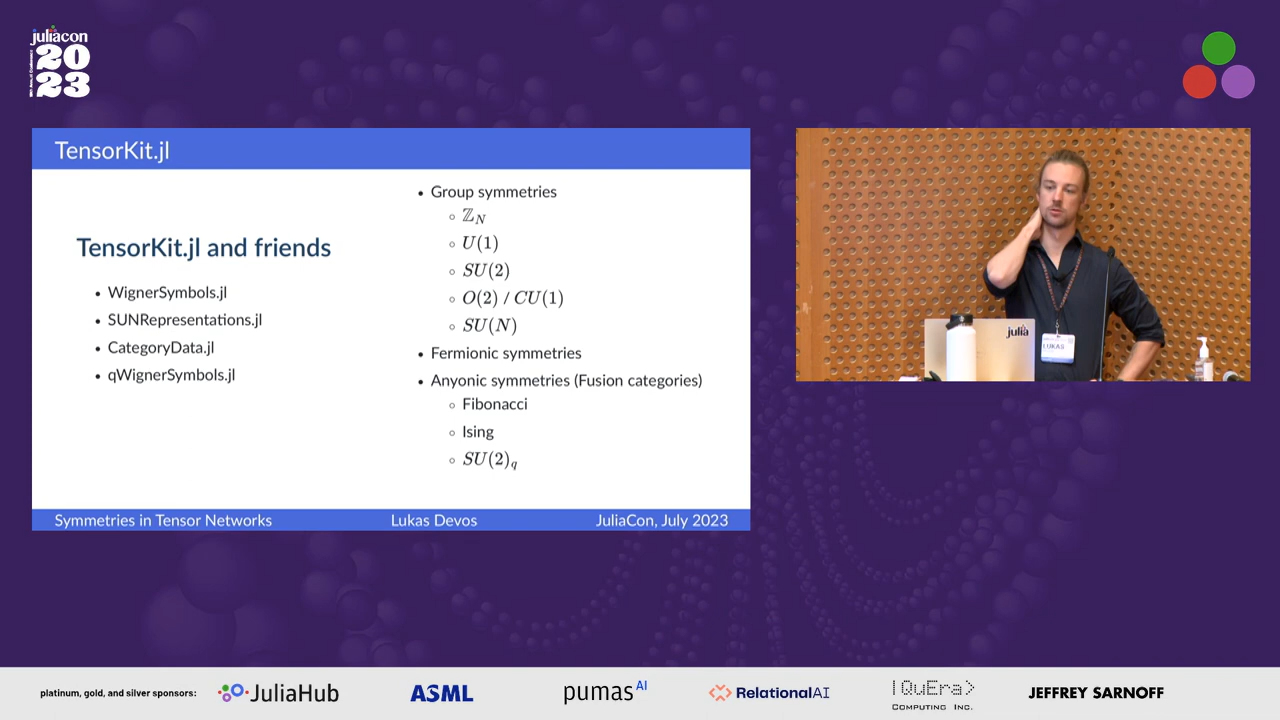 juliacon
20
23
TensorKit.jl
TensorKit.jl and friends
• WignerSymbols.jl
• SUNRepresentations.jl
• CategoryData.jl
• qWignerSymbols.jl
• Group symmetries
◦ ℤ_N
◦ U(1)
◦ SU(2)
◦ O(2) / CU(1)
◦ SU(N)
• Fermionic symmetries
• Anyonic symmetries (Fusion categories)
◦ Fibonacci
◦ Ising
◦ SU(2)_q
Symmetries in Tensor Networks
Lukas Devos
JuliaCon, July 2023
julia
LUKAS
platinum, gold, and silver sponsors:
JuliaHub
ASML
pumas AI
RelationalAI
|QuEra>
COMPUTING INC.
JEFFREY SARNOFF